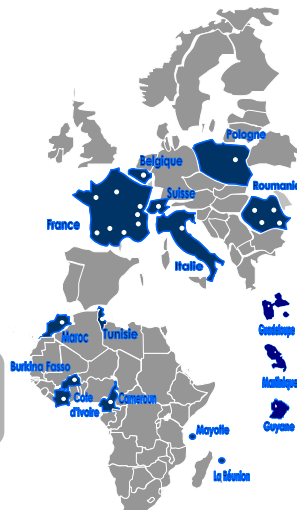 Pologne
Belgique
Suisse
Roumanie
France
Italie
Guadeloupe
Maroc
Tunisie
Martinique
Burkina Fasso
Cote
d'Ivoire
Cameroun
Guyane
Mayotte
La Réunion